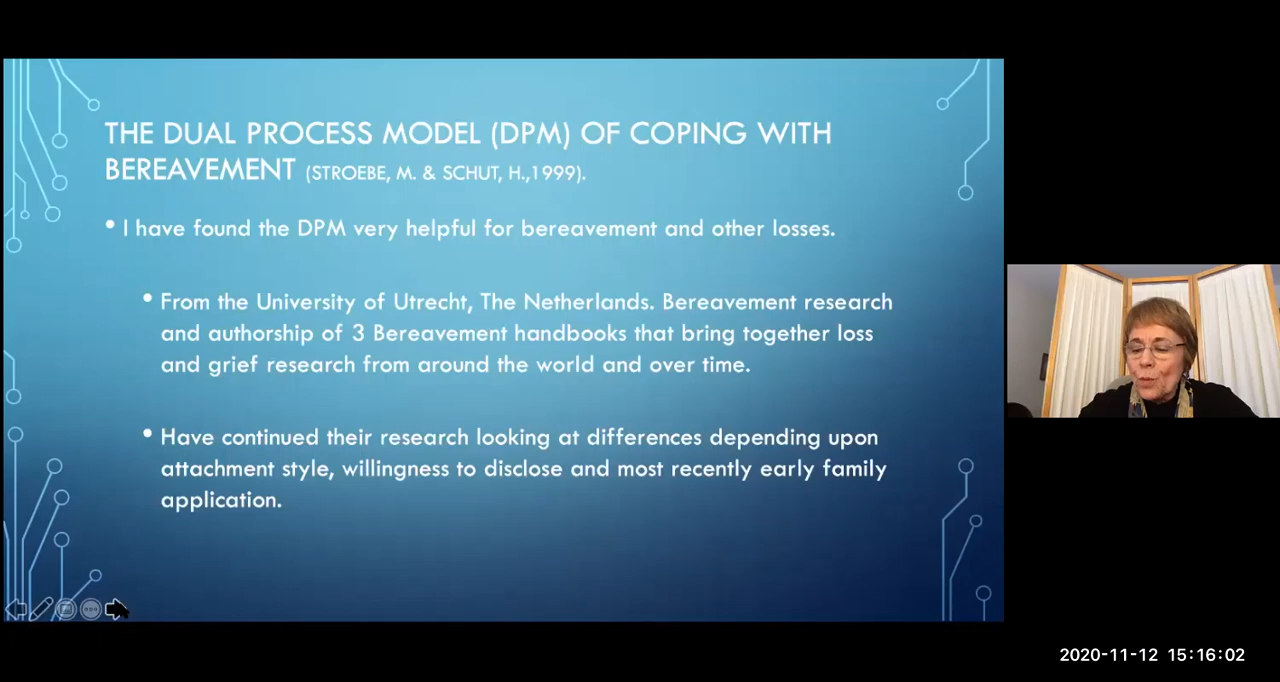 THE DUAL PROCESS MODEL (DPM) OF COPING WITH
BEREAVEMENT (STROEBE, M. & SCHUT, H.,1999).
• I have found the DPM very helpful for bereavement and other losses.
• From the University of Utrecht, The Netherlands. Bereavement research
and authorship of 3 Bereavement handbooks that bring together loss
and grief research from around the world and over time.
• Have continued their research looking at differences depending upon
attachment style, willingness to disclose and most recently early family
application.
2020-11-12 15:16:02